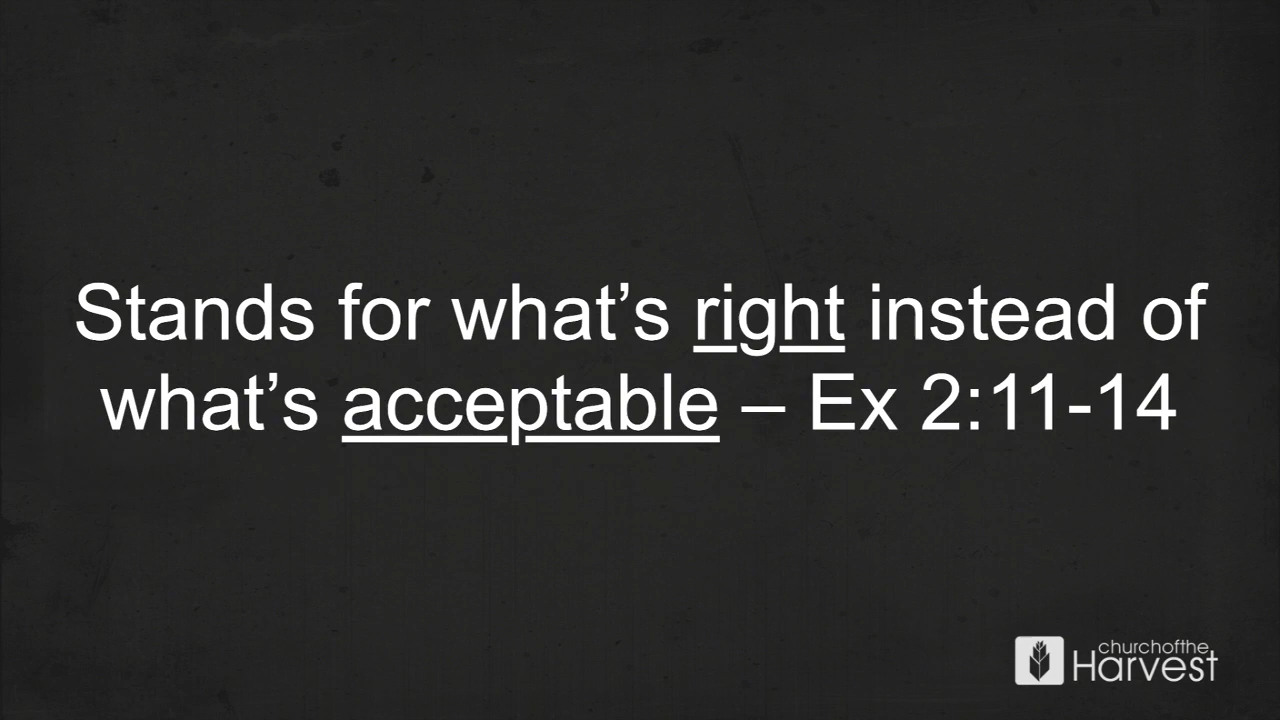 Stands for what’s right instead of
what’s acceptable – Ex 2:11-14
churchofthe
Harvest